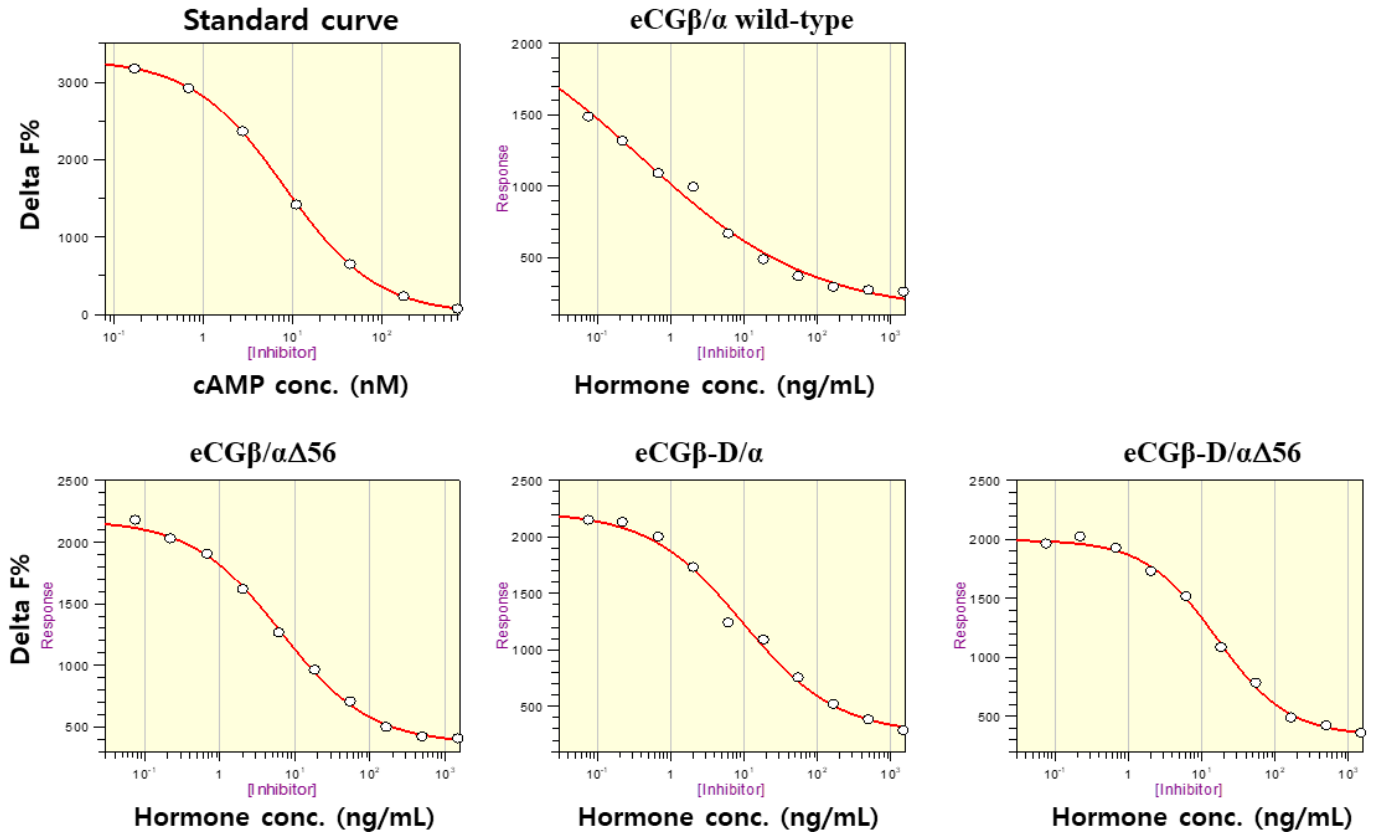 Standard curve
eCGβ/α wild-type
Delta F%
3000
2000
1000
0
10-1
1
101
102
[Inhibitor]
cAMP conc. (nM)
Response
2000
1500
1000
500
10-1
1
101
102
103
[Inhibitor]
Hormone conc. (ng/mL)
eCGβ/αΔ56
eCGβ-D/α
eCGβ-D/αΔ56
Delta F%
Response
2500
2000
1500
1000
500
10-1
1
101
102
103
[Inhibitor]
Hormone conc. (ng/mL)
Response
2500
2000
1500
1000
500
10-1
1
101
102
103
[Inhibitor]
Hormone conc. (ng/mL)
Response
2500
2000
1500
1000
500
10-1
1
101
102
103
[Inhibitor]
Hormone conc. (ng/mL)